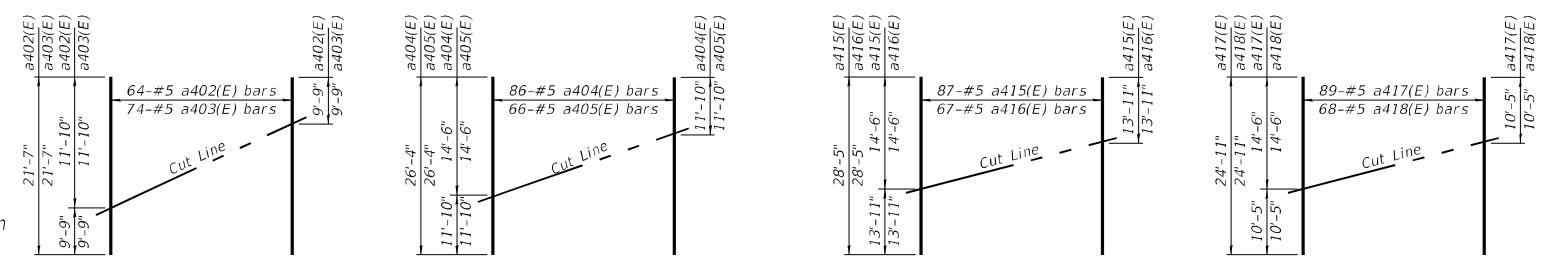 a402(E)
a403(E)
a402(E)
a403(E)
a402(E)
a403(E)
64-#5 a402(E) bars
74-#5 a403(E) bars
9'-9"
9'-9"
21'-7"
21'-7"
11'-10"
11'-10"
Cut Line
9'-9"
9'-9"
a404(E)
a405(E)
a404(E)
a405(E)
a404(E)
a405(E)
86-#5 a404(E) bars
66-#5 a405(E) bars
11'-10"
11'-10"
26'-4"
26'-4"
14'-6"
14'-6"
Cut Line
11'-10"
11'-10"
a415(E)
a416(E)
a415(E)
a416(E)
a415(E)
a416(E)
87-#5 a415(E) bars
67-#5 a416(E) bars
13'-11"
13'-11"
28'-5"
28'-5"
14'-6"
14'-6"
Cut Line
13'-11"
13'-11"
a417(E)
a418(E)
a417(E)
a418(E)
a417(E)
a418(E)
89-#5 a417(E) bars
68-#5 a418(E) bars
10'-5"
10'-5"
24'-11"
24'-11"
14'-6"
14'-6"
Cut Line
10'-5"
10'-5"